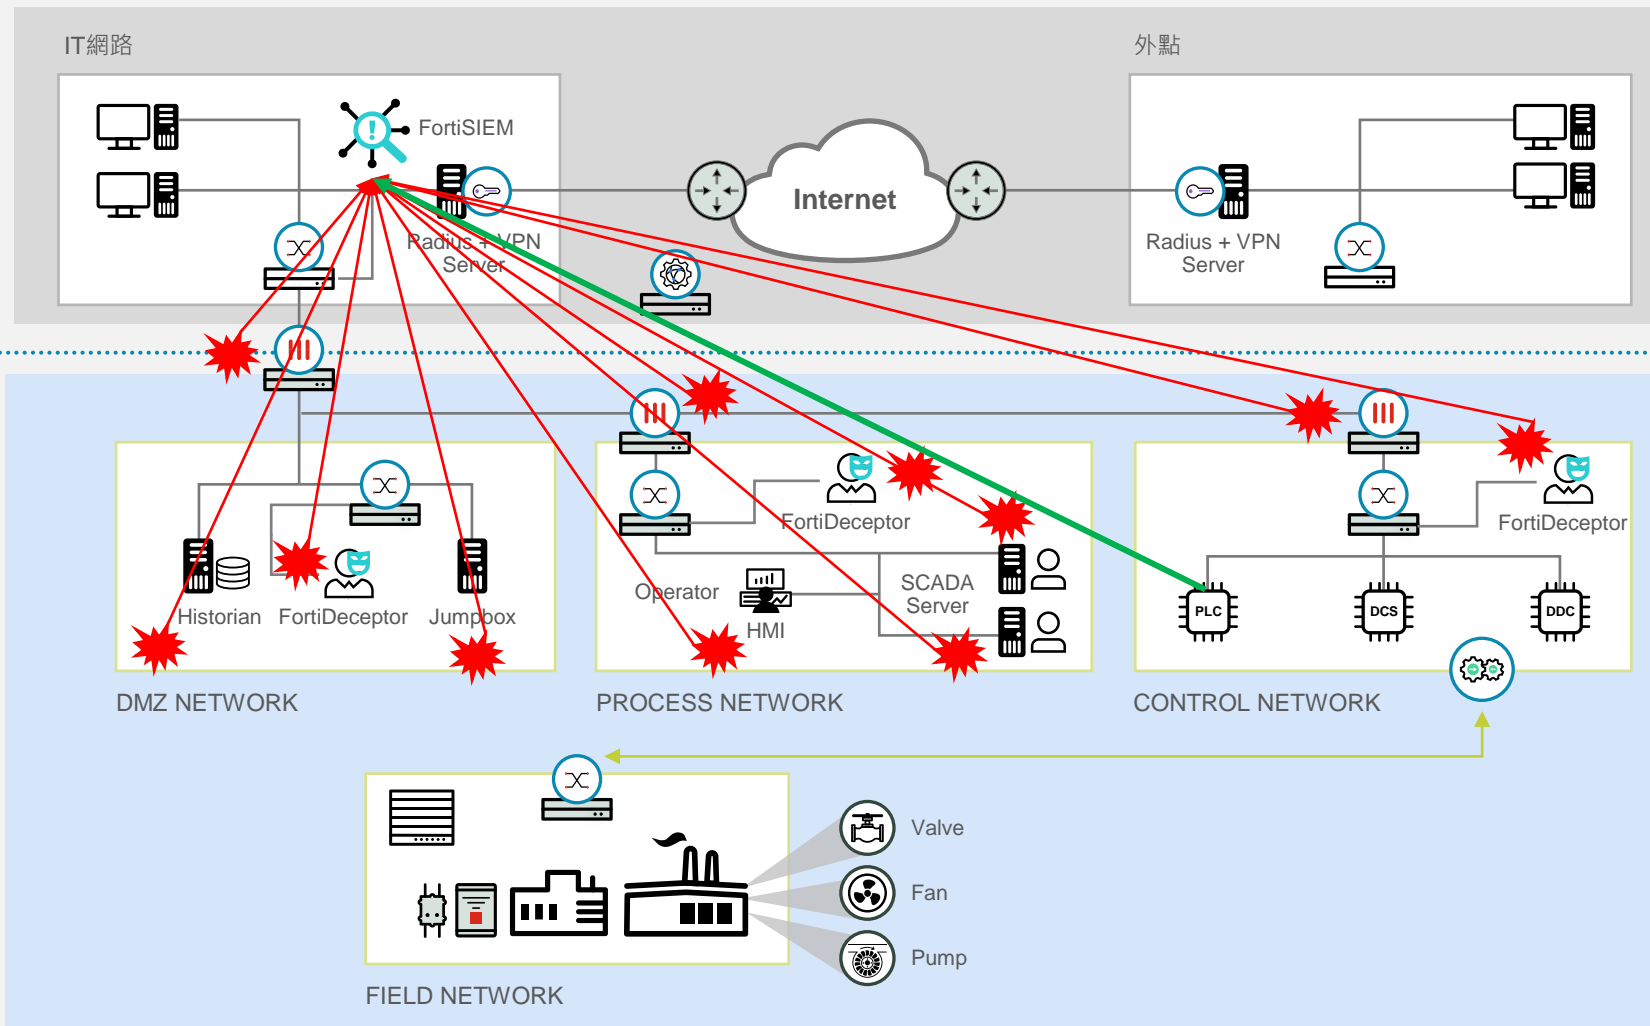 IT網路
外點
FortiSIEM
Internet
Radius + VPN
Server
Radius + VPN
Server
FortiDeceptor
FortiDeceptor
Operator
SCADA
Server
HMI
PLC
DCS
DDC
Historian
FortiDeceptor
Jumpbox
DMZ NETWORK
PROCESS NETWORK
CONTROL NETWORK
Valve
Fan
Pump
FIELD NETWORK